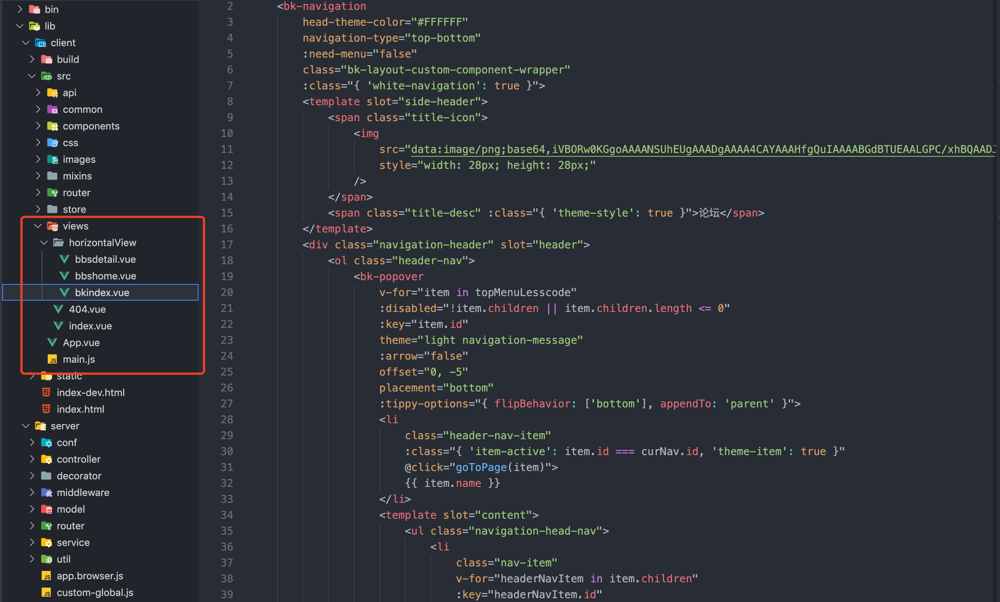 bin
lib
client
build
src
api
common
components
css
images
mixins
router
store
views
horizontalView
bbsdetail.vue
bbshome.vue
bkindex.vue
404.vue
index.vue
App.vue
main.js
static
index-dev.html
index.html
server
conf
controller
decorator
middleware
model
router
service
util
app.browser.js
custom-global.js
2 <bk-navigation
3 head-theme-color="#FFFFFF"
4 navigation-type="top-bottom"
5 :need-menu="false"
6 class="bk-layout-custom-component-wrapper"
7 :class="{ 'white-navigation': true }">
8 <template slot="side-header">
9 <span class="title-icon">
10 <img
11 src="data:image/png;base64,iVBORw0KGgoAAAANSUhEUgAAADgAAAA4CAYAAAHfgQuIAAAABGdBTUEAALGPC/xhBQAADJ
12 style="width: 28px; height: 28px;"
13 />
14 </span>
15 <span class="title-desc" :class="{ 'theme-style': true }">论坛</span>
16 </template>
17 <div class="navigation-header" slot="header">
18 <ol class="header-nav">
19 <bk-popover
20 v-for="item in topMenuLesscode"
21 :disabled="!item.children || item.children.length <= 0"
22 :key="item.id"
23 theme="light navigation-message"
24 :arrow="false"
25 offset="0, -5"
26 placement="bottom"
27 :tippy-options="{ flipBehavior: ['bottom'], appendTo: 'parent' }">
28 <li
29 class="header-nav-item"
30 :class="{ 'item-active': item.id === curNav.id, 'theme-item': true }"
31 @click="goToPage(item)">
32 {{ item.name }}
33 </li>
34 <template slot="content">
35 <ul class="navigation-head-nav">
36 <li
37 class="nav-item"
38 v-for="headerNavItem in item.children"
39 :key="headerNavItem.id"